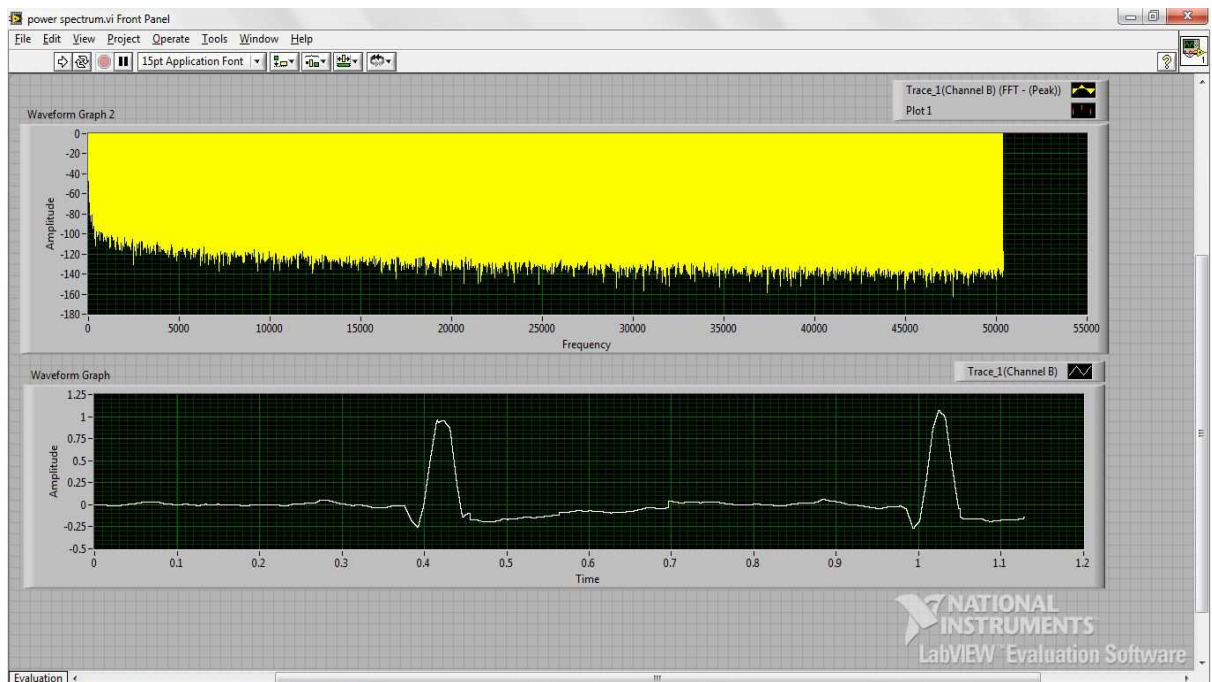 power spectrum.vi Front Panel
File Edit View Project Operate Tools Window Help
15pt Application Font
Trace_1(Channel B) (FFT - (Peak))
Plot 1
Waveform Graph 2
0
-20
-40
-60
-80
-100
-120
-140
-160
-180
Amplitude
0 5000 10000 15000 20000 25000 30000 35000 40000 45000 50000 55000
Frequency
Trace_1(Channel B)
Waveform Graph
1.25
1
0.75
0.5
0.25
0
-0.25
-0.5
Amplitude
0 0.1 0.2 0.3 0.4 0.5 0.6 0.7 0.8 0.9 1 1.1 1.2
Time
NATIONAL
INSTRUMENTS
LabVIEW™ Evaluation Software
Evaluation